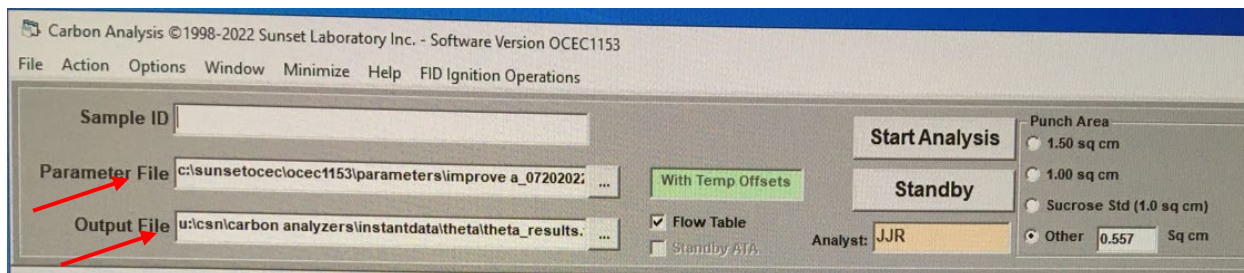 Carbon Analysis ©1998-2022 Sunset Laboratory Inc. - Software Version OCEC1153
File Action Options Window Minimize Help FID Ignition Operations
Sample ID
Parameter File c:\sunsetocec\ocec1153\parameters\improve a_0720202 ...
Output File u:\csn\carbon analyzers\instantdata\theta\theta_results. ...
With Temp Offsets
Flow Table
Standby ATA
Start Analysis
Standby
Analyst: JJR
Punch Area
1.50 sq cm
1.00 sq cm
Sucrose Std (1.0 sq cm)
Other 0.557 Sq cm